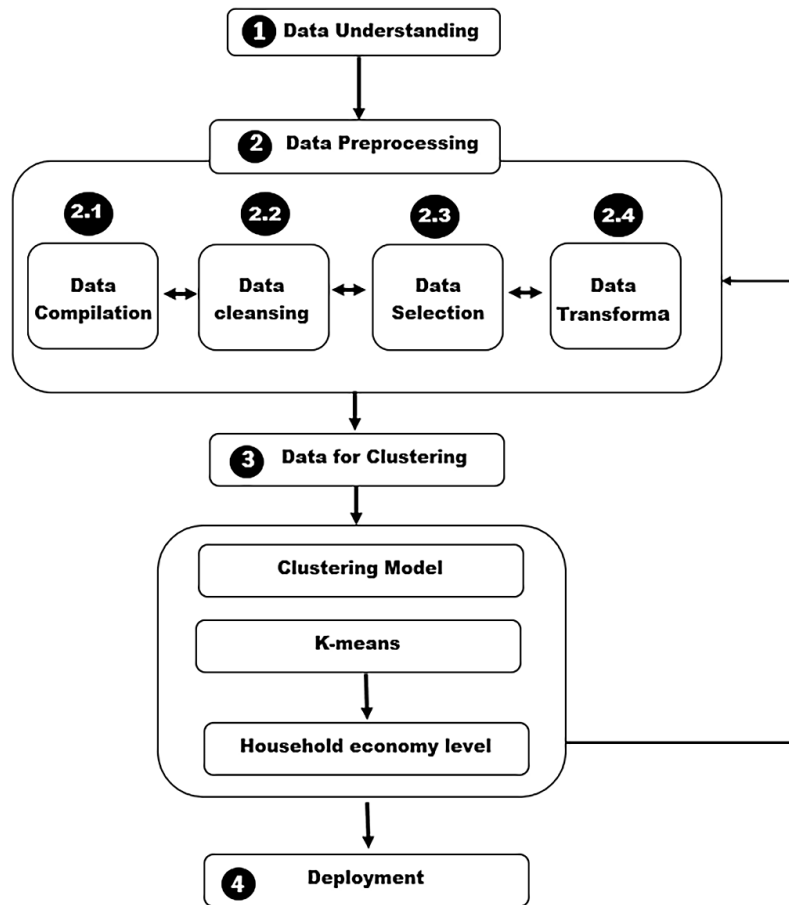 1 Data Understanding
2 Data Preprocessing
2.1
2.2
2.3
2.4
Data
Compilation
Data
cleansing
Data
Selection
Data
Transforma
3 Data for Clustering
Clustering Model
K-means
Household economy level
4 Deployment